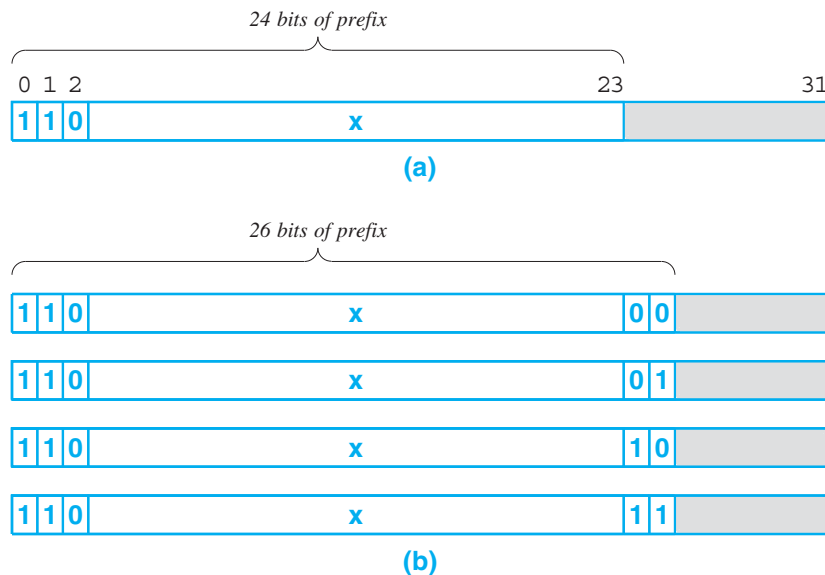 24 bits of prefix
0 1 2 23 31
1 1 0 x
(a)
26 bits of prefix
1 1 0 x 0 0
1 1 0 x 0 1
1 1 0 x 1 0
1 1 0 x 1 1
(b)